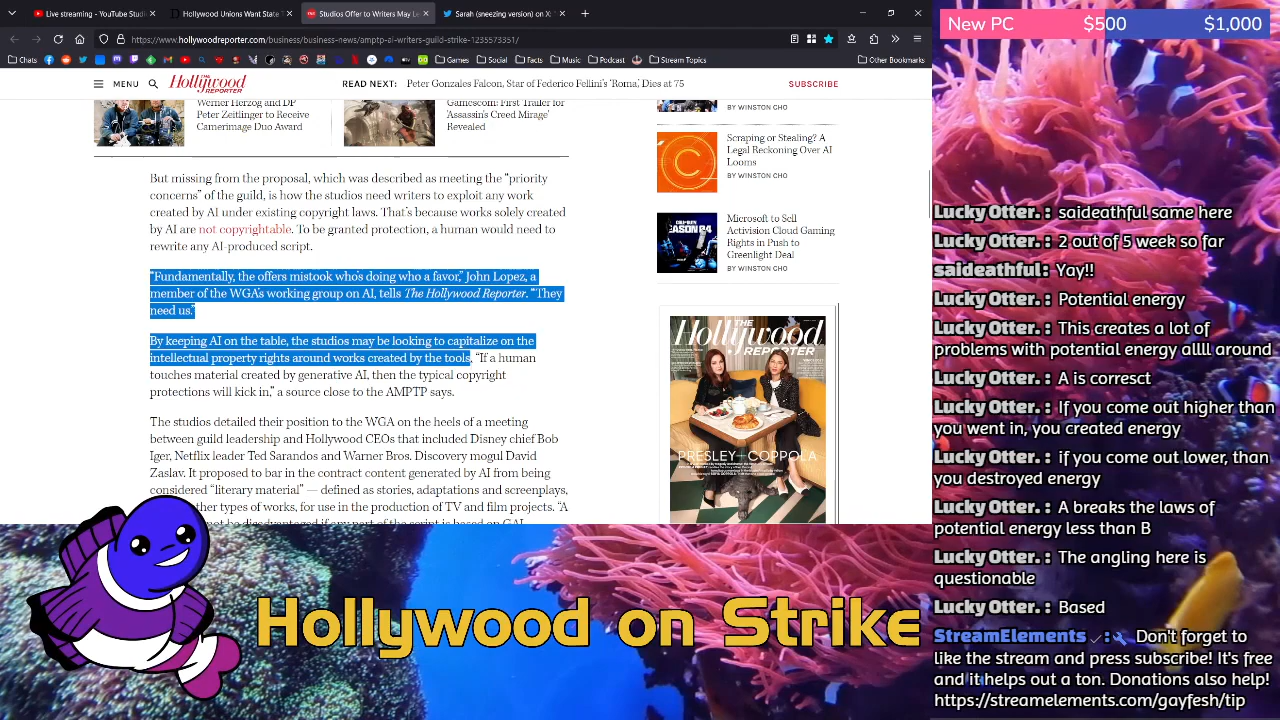 Live streaming - YouTube Studi
Hollywood Unions Want State T
Studios Offer to Writers May Le
Sarah (sneezing version) on X:
https://www.hollywoodreporter.com/business/business-news/amptp-ai-writers-guild-strike-1235573351/
Chats
Games
Social
Facts
Music
Podcast
Stream Topics
Other Bookmarks
MENU
The Hollywood REPORTER
READ NEXT: Peter Gonzales Falcon, Star of Federico Fellini's 'Roma,' Dies at 75
SUBSCRIBE
Werner Herzog and DP
Peter Zeitlinger to Receive
Camerimage Duo Award
Gamescom: First Trailer for
'Assassin's Creed Mirage'
Revealed
But missing from the proposal, which was described as meeting the “priority
concerns” of the guild, is how the studios need writers to exploit any work
created by AI under existing copyright laws. That's because works solely created
by AI are not copyrightable. To be granted protection, a human would need to
rewrite any AI-produced script.
“Fundamentally, the offers mistook who's doing who a favor,” John Lopez, a
member of the WGA's working group on AI, tells The Hollywood Reporter. “They
need us.”
By keeping AI on the table, the studios may be looking to capitalize on the
intellectual property rights around works created by the tools. “If a human
touches material created by generative AI, then the typical copyright
protections will kick in,” a source close to the AMPTP says.
The studios detailed their position to the WGA on the heels of a meeting
between guild leadership and Hollywood CEOs that included Disney chief Bob
Iger, Netflix leader Ted Sarandos and Warner Bros. Discovery mogul David
Zaslav. It proposed to bar in the contract content generated by AI from being
considered “literary material” — defined as stories, adaptations and screenplays,
ther type of works, for use in the production of TV and film projects. “A
BY WINSTON CHO
Scraping or Stealing? A
Legal Reckoning Over AI
Looms
BY WINSTON CHO
Microsoft to Sell
Activision Cloud Gaming
Rights in Push to
Greenlight Deal
BY WINSTON CHO
THE
Hollywood
REPORTER
PRESLEY+COPPOLA
Hollywood on Strike
New PC $500 $1,000
Lucky Otter. : saideathful same here
Lucky Otter. : 2 out of 5 week so far
saideathful: Yay!!
Lucky Otter. : Potential energy
Lucky Otter. : This creates a lot of
problems with potential energy allll around
Lucky Otter. : A is corresct
Lucky Otter. : If you come out higher than
you went in, you created energy
Lucky Otter. : if you come out lower, than
you destroyed energy
Lucky Otter. : A breaks the laws of
potential energy less than B
Lucky Otter. : The angling here is
questionable
Lucky Otter. : Based
StreamElements : Don't forget to
like the stream and press subscribe! It's free
and it helps out a ton. Donations also help!
https://streamelements.com/gayfesh/tip